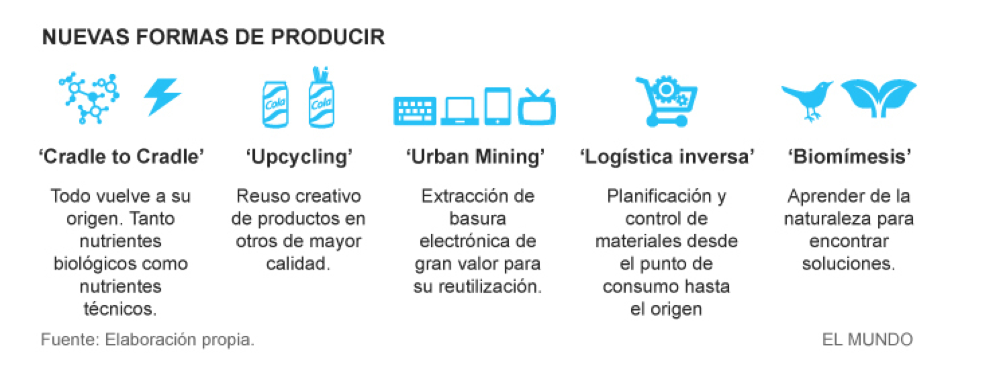 NUEVAS FORMAS DE PRODUCIR
Cola
Cola
‘Cradle to Cradle’
Todo vuelve a su
origen. Tanto
nutrientes
biológicos como
nutrientes
técnicos.
‘Upcycling’
Reuso creativo
de productos en
otros de mayor
calidad.
‘Urban Mining’
Extracción de
basura
electrónica de
gran valor para
su reutilización.
‘Logística inversa’
Planificación y
control de
materiales desde
el punto de
consumo hasta
el origen
‘Biomímesis’
Aprender de la
naturaleza para
encontrar
soluciones.
Fuente: Elaboración propia.
EL MUNDO